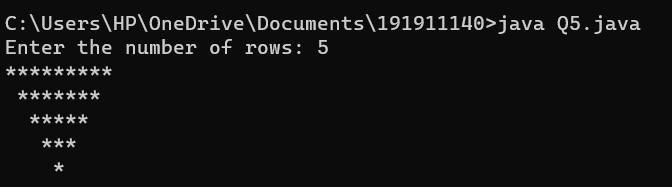 C:\Users\HP\OneDrive\Documents\191911140>java Q5.java
Enter the number of rows: 5
*********
 *******
  *****
   ***
    *